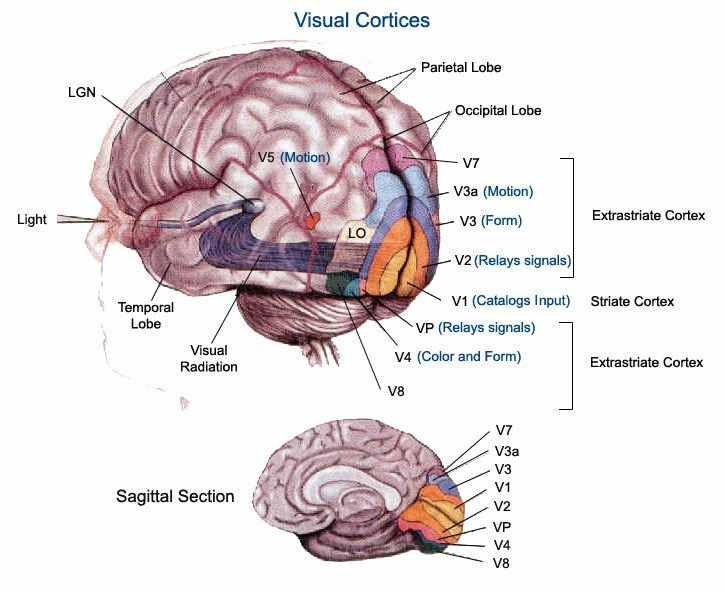 Visual Cortices
Parietal Lobe
LGN
Occipital Lobe
V5 (Motion)
V7
V3a (Motion)
Light
V3 (Form)
Extrastriate Cortex
LO
V2 (Relays signals)
V1 (Catalogs Input)
Striate Cortex
Temporal
Lobe
VP (Relays signals)
Visual
Radiation
V4 (Color and Form)
Extrastriate Cortex
V8
Sagittal Section
V7
V3a
V3
V1
V2
VP
V4
V8